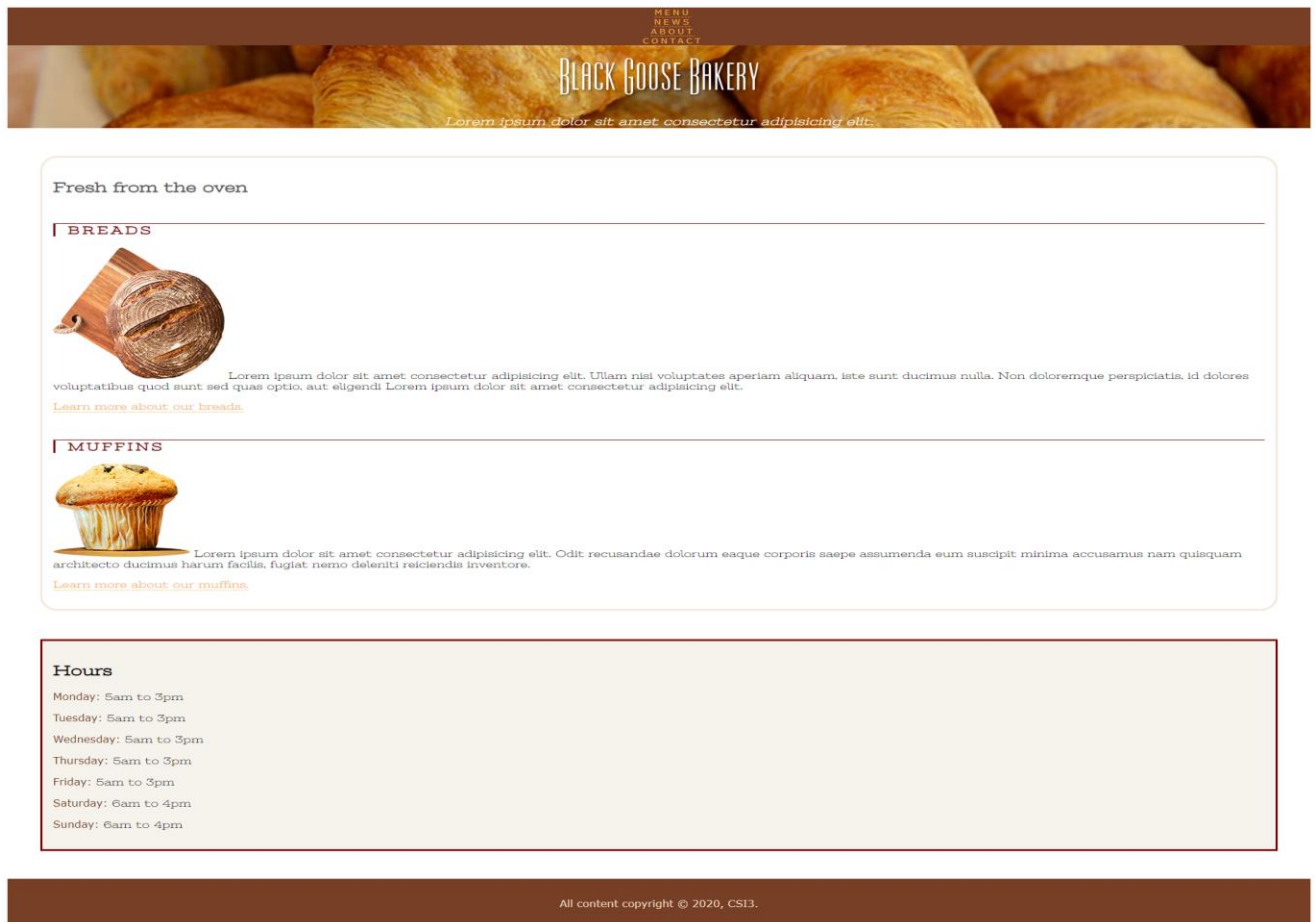 MENU
NEWS
ABOUT
CONTACT
BLACK GOOSE BAKERY
Lorem ipsum dolor sit amet consectetur adipisicing elit.
Fresh from the oven
BREADS
Lorem ipsum dolor sit amet consectetur adipisicing elit. Ullam nisi voluptates aperiam aliquam, iste sunt ducimus nulla. Non doloremque perspiciatis, id dolores
voluptatibus quod sunt sed quas optio, aut eligendi Lorem ipsum dolor sit amet consectetur adipisicing elit.
Learn more about our breads.
MUFFINS
Lorem ipsum dolor sit amet consectetur adipisicing elit. Odit recusandae dolorum eaque corporis saepe assumenda eum suscipit minima accusamus nam quisquam
architecto ducimus harum facilis, fugiat nemo deleniti reiciendis inventore.
Learn more about our muffins.
Hours
Monday: 5am to 3pm
Tuesday: 5am to 3pm
Wednesday: 5am to 3pm
Thursday: 5am to 3pm
Friday: 5am to 3pm
Saturday: 6am to 4pm
Sunday: 6am to 4pm
All content copyright © 2020, CSI3.